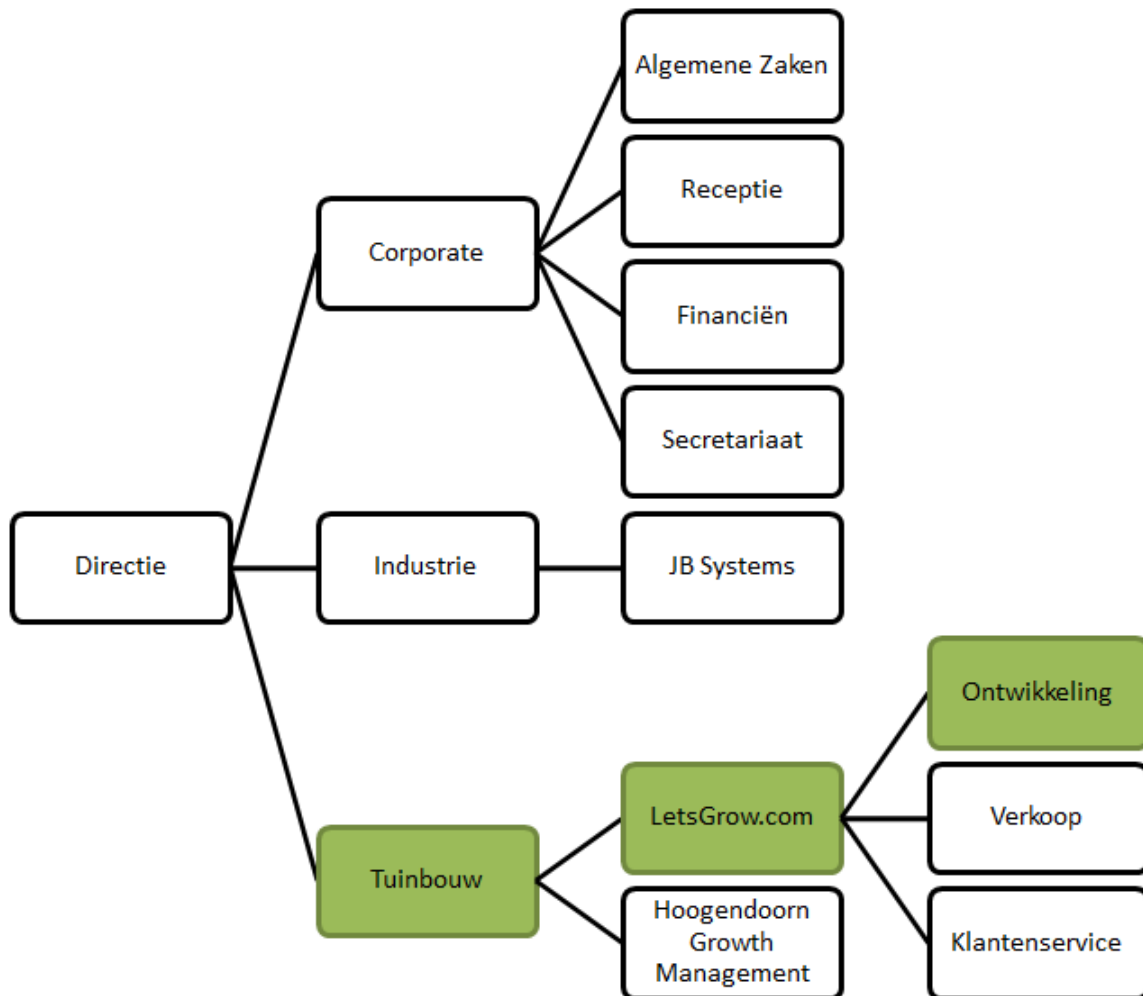 Algemene Zaken
Receptie
Corporate
Financiën
Secretariaat
Directie
Industrie
JB Systems
Ontwikkeling
LetsGrow.com
Verkoop
Tuinbouw
Hoogendoorn
Growth
Management
Klantenservice